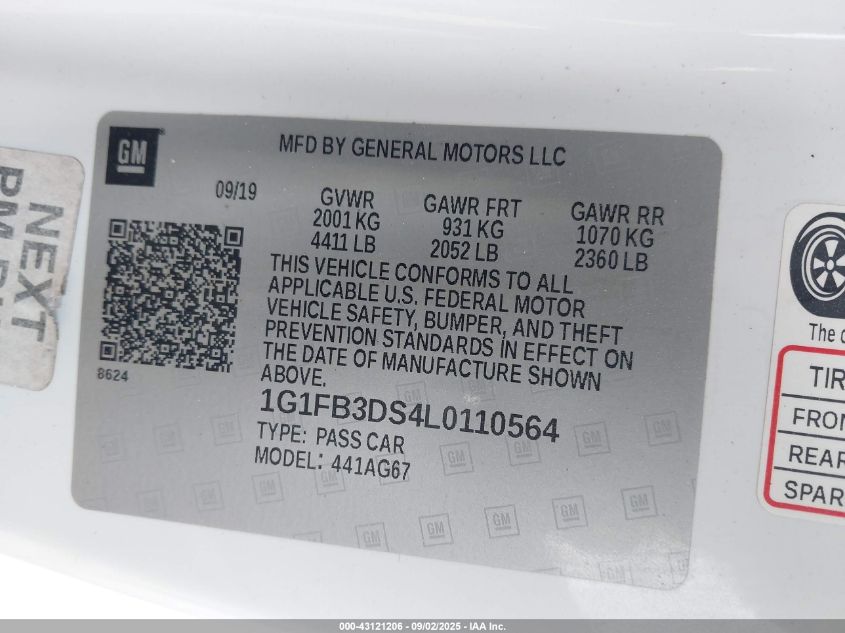 GM
MFD BY GENERAL MOTORS LLC
09/19
GVWR
2001 KG
4411 LB
GAWR FRT
931 KG
2052 LB
GAWR RR
1070 KG
2360 LB
THIS VEHICLE CONFORMS TO ALL
APPLICABLE U.S. FEDERAL MOTOR
VEHICLE SAFETY, BUMPER, AND THEFT
PREVENTION STANDARDS IN EFFECT ON
THE DATE OF MANUFACTURE SHOWN
ABOVE.
8624
1G1FB3DS4L0110564
TYPE: PASS CAR
MODEL: 441AG67
NEXT
The
TIR
FRON
REAR
SPAR
000-43121206 - 09/02/2025 - IAA Inc.